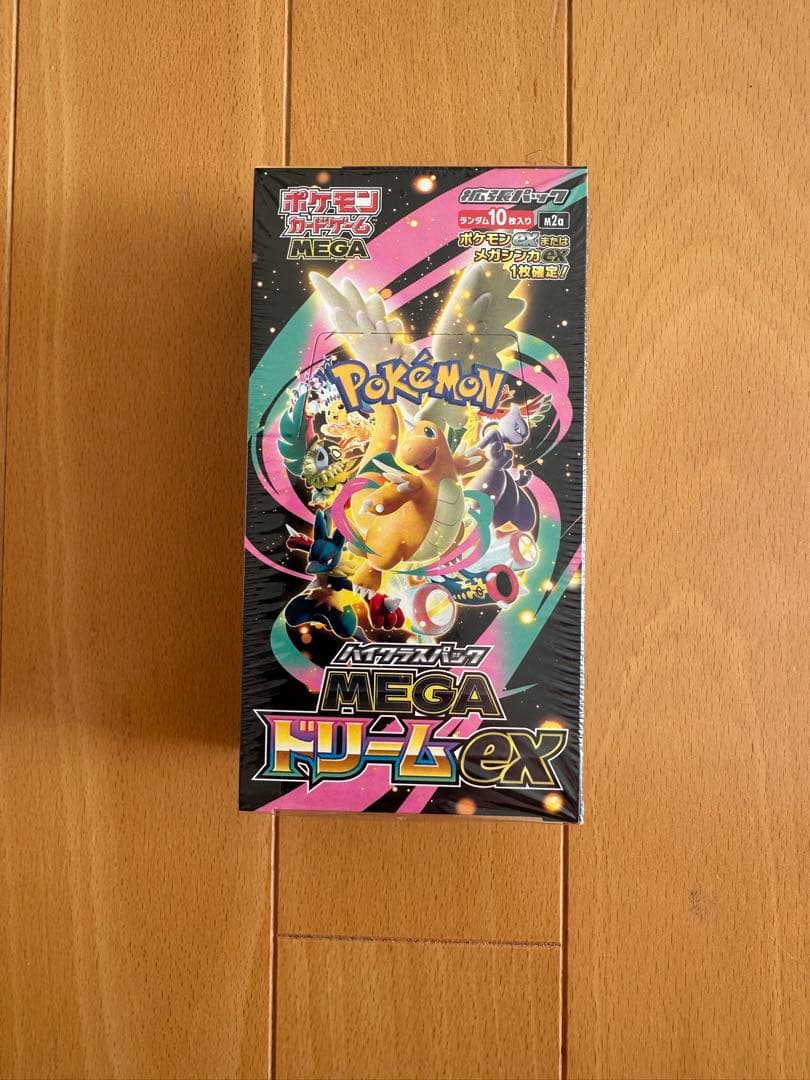 ポケモン
カードゲーム
MEGA
拡張パック
ランダム10枚入り
M2a
ポケモンexまたは
メガシンカex
1枚確定!
POKéMON
ハイクラスパック
MEGA
ドリームex